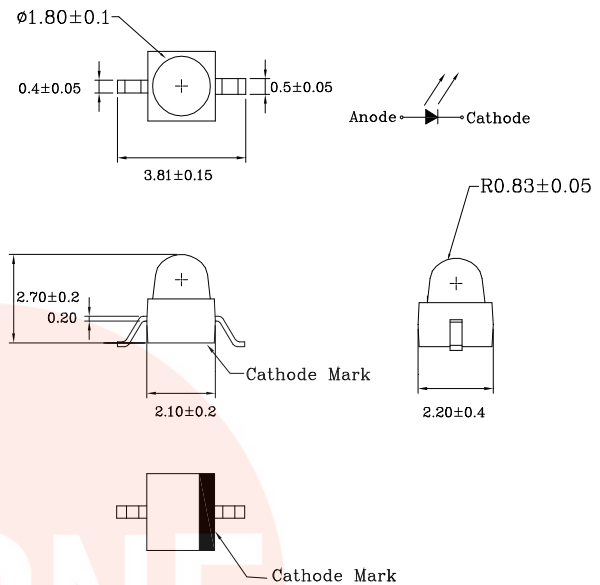 ø1.80±0.1
0.4±0.05
0.5±0.05
3.81±0.15
Anode
Cathode
R0.83±0.05
2.70±0.2
0.20
Cathode Mark
2.10±0.2
2.20±0.4
Cathode Mark
ONE